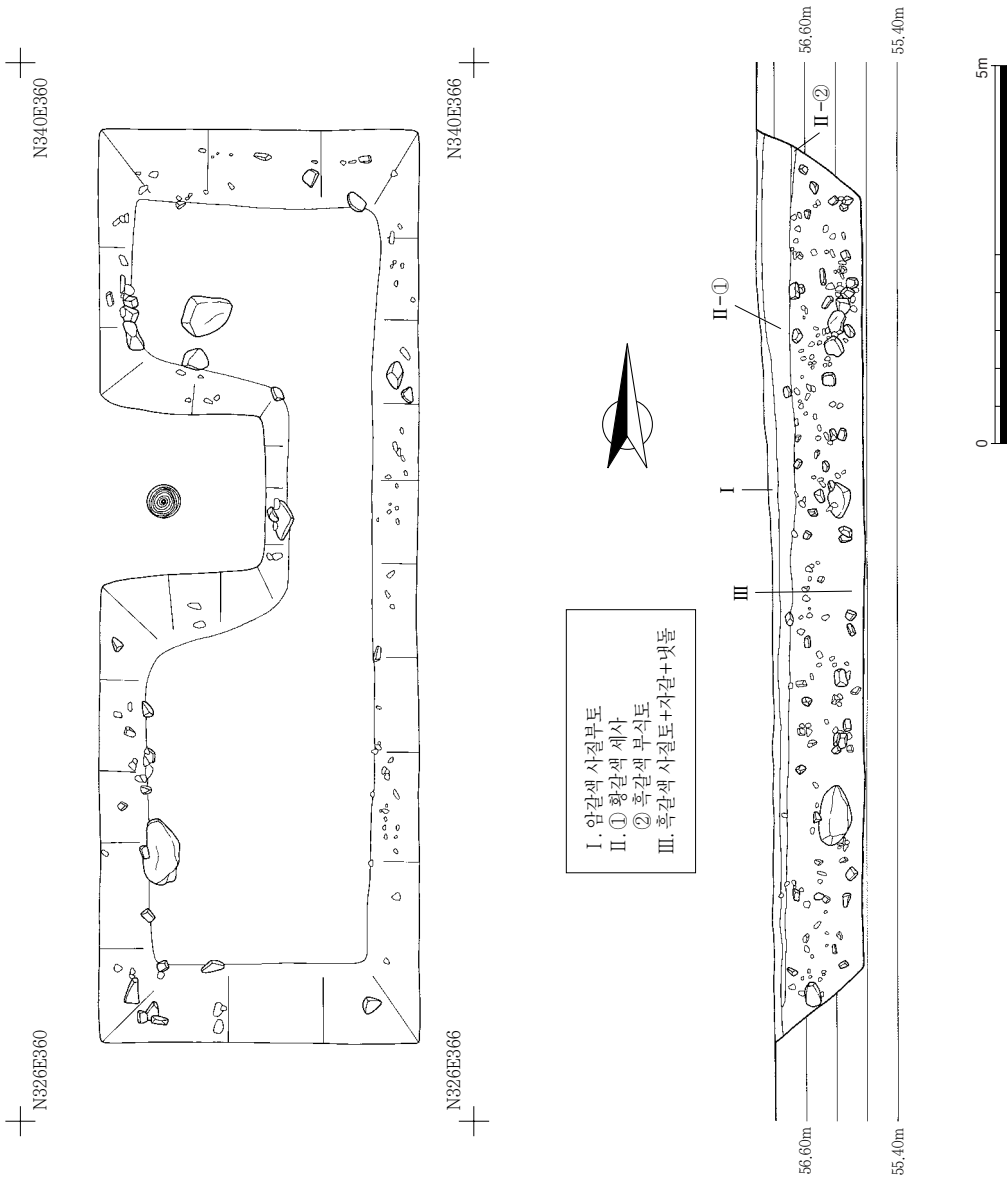 N340E360
N340E366
N326E360
N326E366
Ⅰ. 암갈색 사질부토
Ⅱ. ① 황갈색 세사
② 흑갈색 부식토
Ⅲ. 흑갈색 사질토+자갈+냇돌
56.60m
55.40m
Ⅱ-②
Ⅱ-①
Ⅰ
Ⅲ
56.60m
55.40m
5m
0